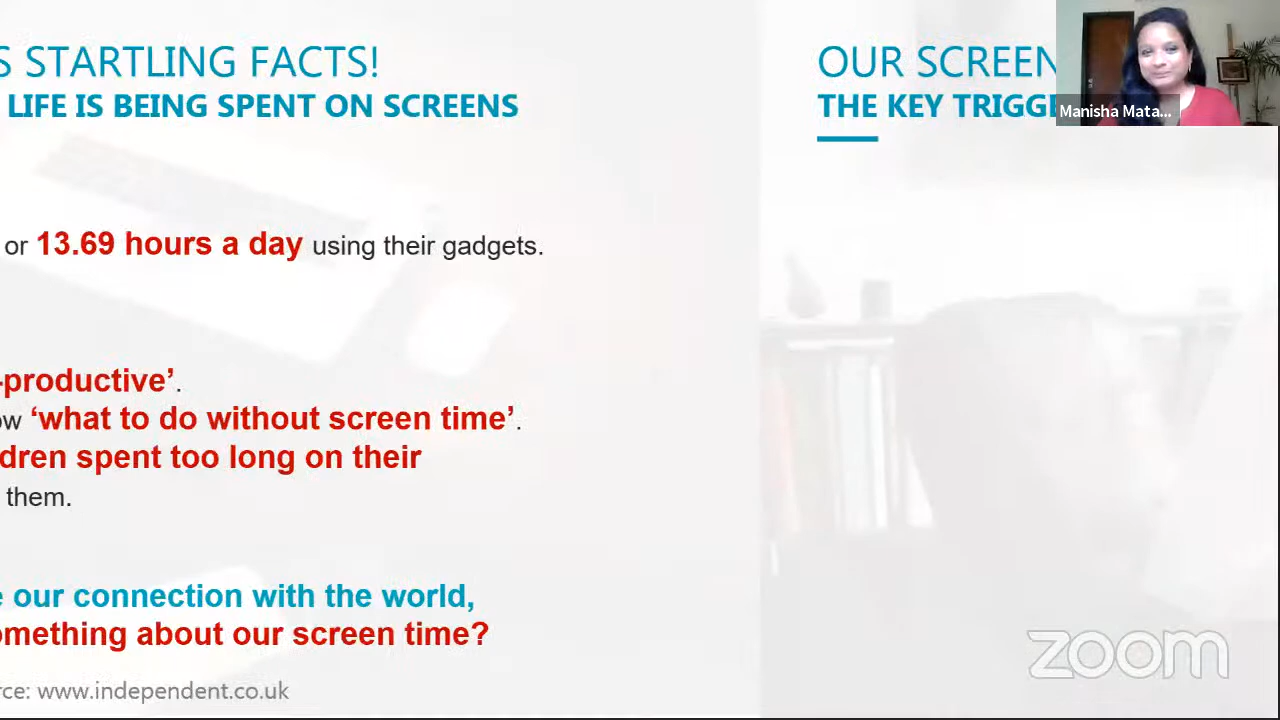 S STARTLING FACTS!
LIFE IS BEING SPENT ON SCREENS
or 13.69 hours a day using their gadgets.
-productive’.
ow ‘what to do without screen time’.
dren spent too long on their
them.
e our connection with the world,
omething about our screen time?
rce: www.independent.co.uk
OUR SCREEN
THE KEY TRIGGE
Manisha Mata...
zoom